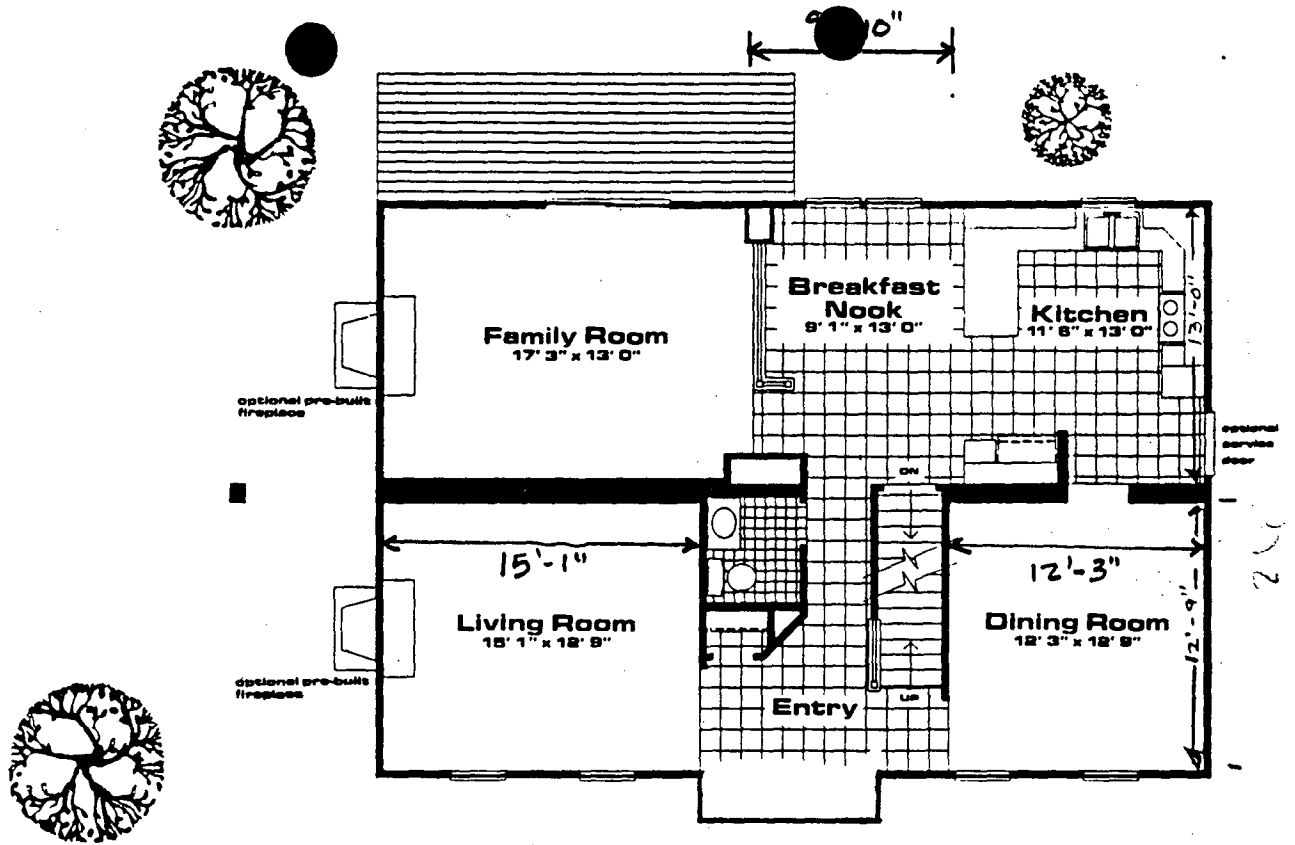 10"
Breakfast
Nook
9' 1" x 13' 0"
Kitchen
11' 6" x 13' 0"
13'-0"
Family Room
17' 3" x 13' 0"
optional pre-built
fireplace
optional
service
door
DN
15'-1"
12'-3"
Living Room
15' 1" x 12' 9"
Dining Room
12' 3" x 12' 9"
12'-9"
optional pre-built
fireplace
UP
Entry